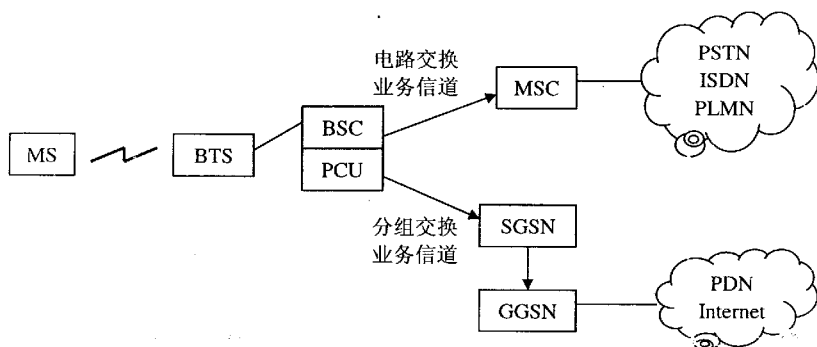 电路交换
业务信道
MSC
PSTN
ISDN
PLMN
MS
BTS
BSC
PCU
分组交换
业务信道
SGSN
GGSN
PDN
Internet